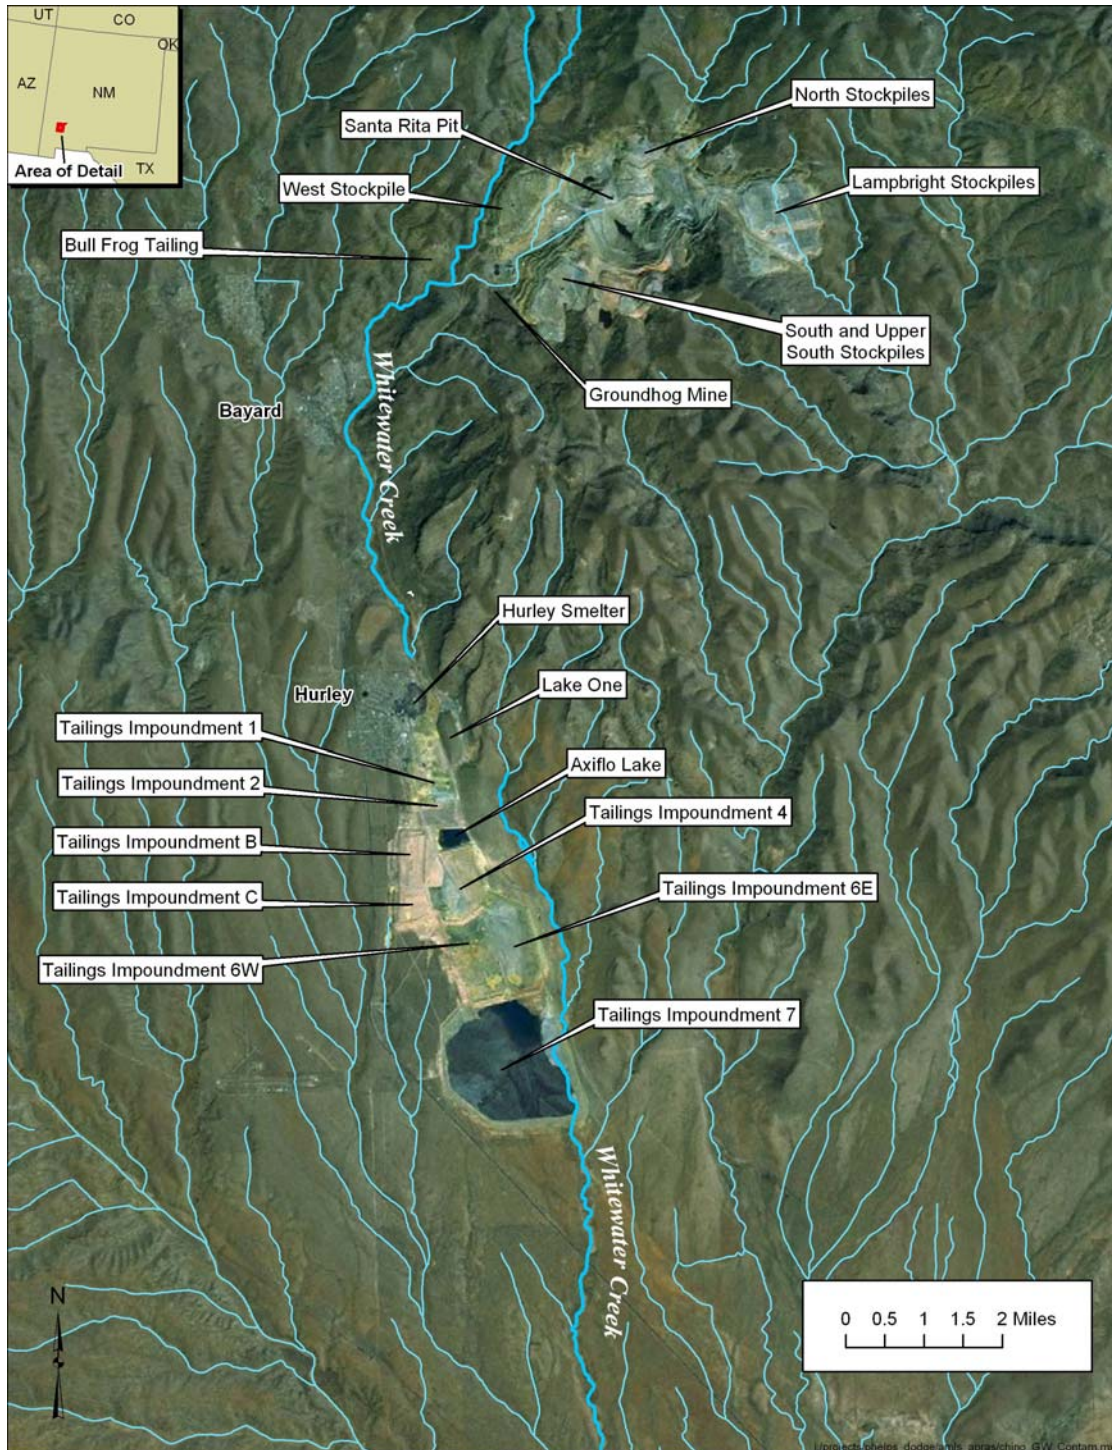 UT
CO
OK
AZ
NM
TX
Area of Detail
North Stockpiles
Santa Rita Pit
West Stockpile
Lampbright Stockpiles
Bull Frog Tailing
South and Upper
South Stockpiles
Groundhog Mine
Whitewater Creek
Bayard
Hurley Smelter
Hurley
Lake One
Tailings Impoundment 1
Axiflo Lake
Tailings Impoundment 2
Tailings Impoundment 4
Tailings Impoundment B
Tailings Impoundment C
Tailings Impoundment 6E
Tailings Impoundment 6W
Tailings Impoundment 7
Whitewater Creek
N
0 0.5 1 1.5 2 Miles